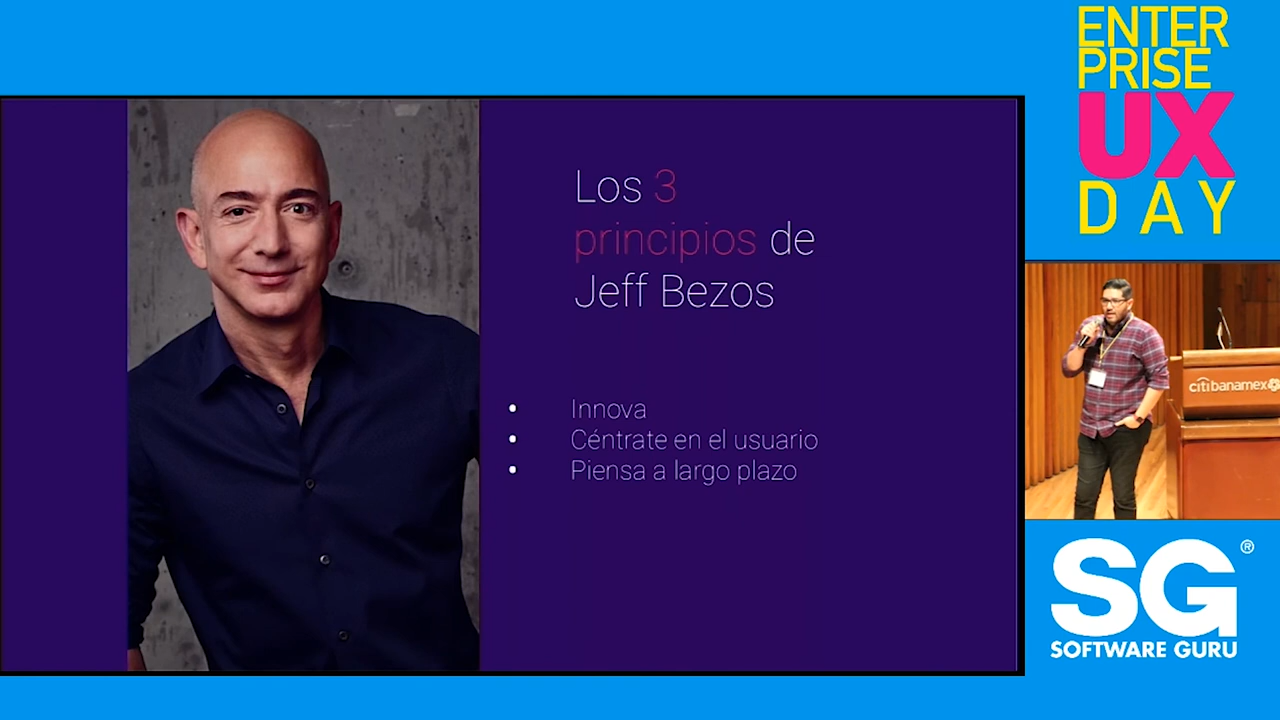 ENTER
PRISE
UX
DAY
Los 3
principios de
Jeff Bezos
• Innova
• Céntrate en el usuario
• Piensa a largo plazo
citibanamex
SG®
SOFTWARE GURU